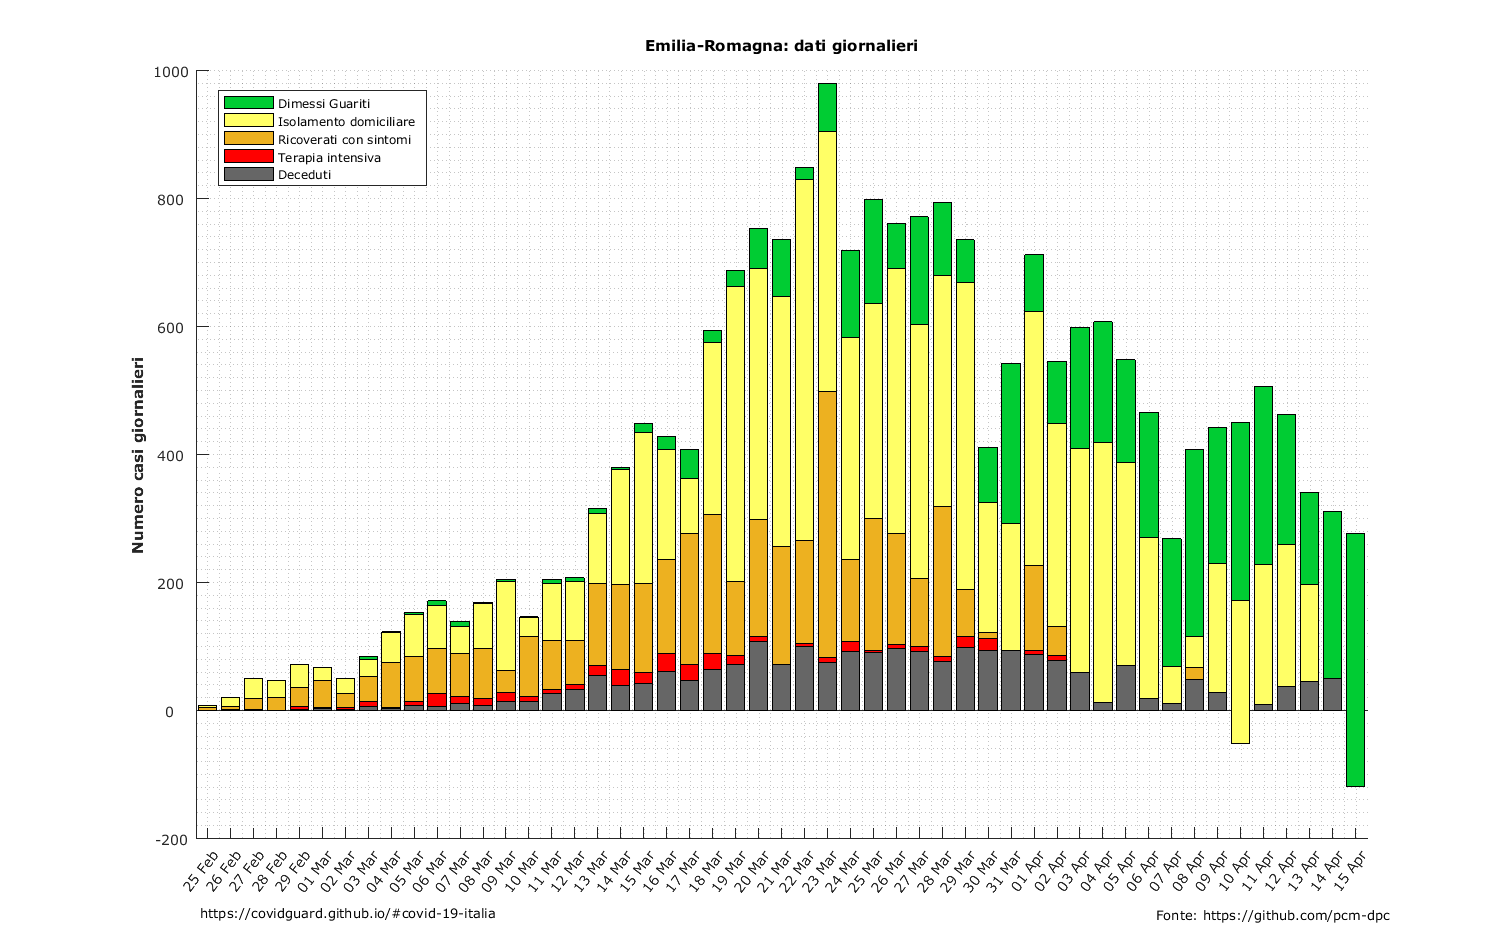 Emilia-Romagna: dati giornalieri
1000
800
600
400
200
0
-200
Numero casi giornalieri
Dimessi Guariti
Isolamento domiciliare
Ricoverati con sintomi
Terapia intensiva
Deceduti
25 Feb
26 Feb
27 Feb
28 Feb
29 Feb
01 Mar
02 Mar
03 Mar
04 Mar
05 Mar
06 Mar
07 Mar
08 Mar
09 Mar
10 Mar
11 Mar
12 Mar
13 Mar
14 Mar
15 Mar
16 Mar
17 Mar
18 Mar
19 Mar
20 Mar
21 Mar
22 Mar
23 Mar
24 Mar
25 Mar
26 Mar
27 Mar
28 Mar
29 Mar
30 Mar
31 Mar
01 Apr
02 Apr
03 Apr
04 Apr
05 Apr
06 Apr
07 Apr
08 Apr
09 Apr
10 Apr
11 Apr
12 Apr
13 Apr
14 Apr
15 Apr
https://covidguard.github.io/#covid-19-italia
Fonte: https://github.com/pcm-dpc